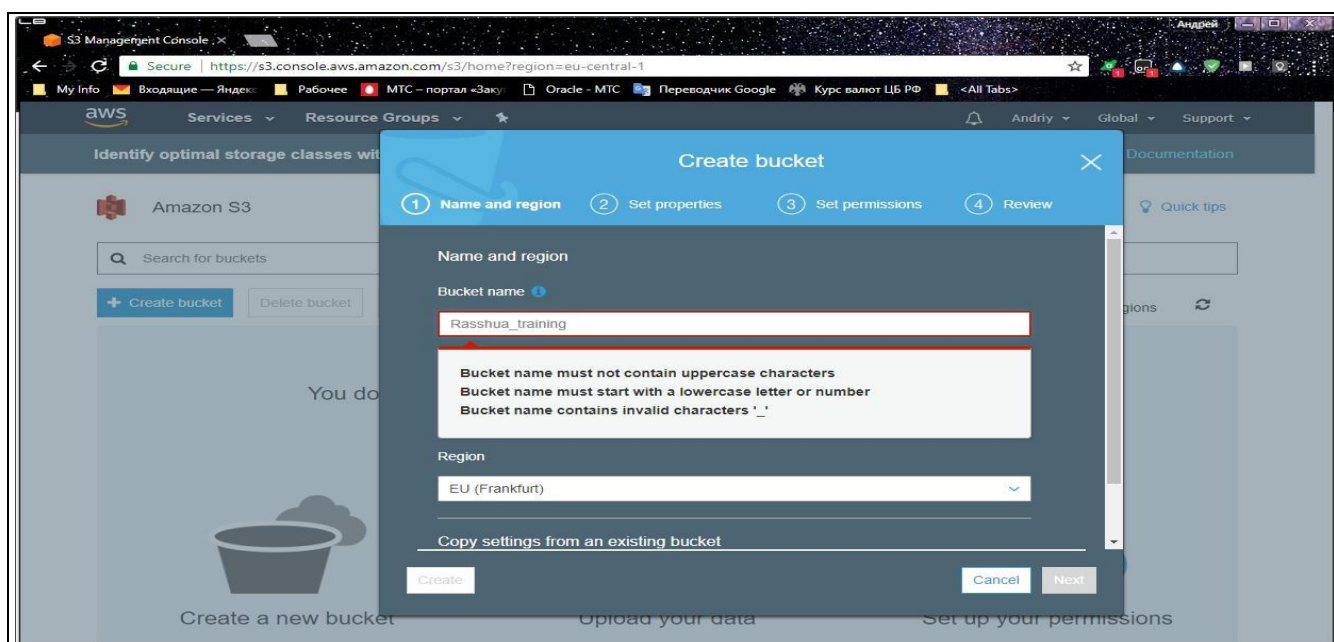 Андрей
S3 Management Console
Secure | https://s3.console.aws.amazon.com/s3/home?region=eu-central-1
My Info Входящие — Яндекс Рабочее МТС – портал «Заку Oracle - МТС Переводчик Google Курс валют ЦБ РФ <All Tabs>
aws Services Resource Groups Andriy Global Support
Identify optimal storage classes wit Documentation
Create bucket
Amazon S3 Quick tips
1 Name and region 2 Set properties 3 Set permissions 4 Review
Search for buckets
Name and region
Create bucket Delete bucket gions
Bucket name
Rasshua_training
Bucket name must not contain uppercase characters
Bucket name must start with a lowercase letter or number
Bucket name contains invalid characters '_'
You do
Region
EU (Frankfurt)
Copy settings from an existing bucket
Create Cancel Next
Create a new bucket Upload your data Set up your permissions